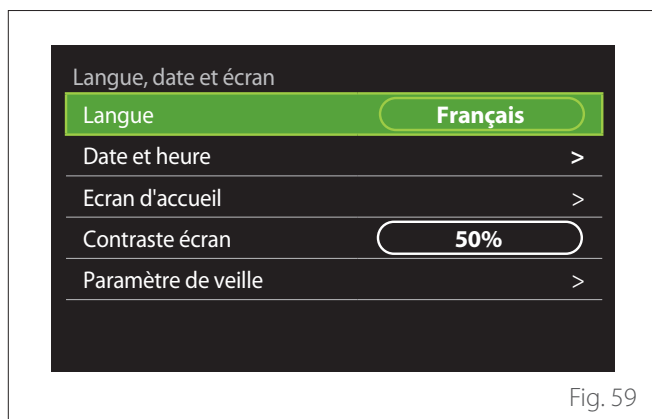 Langue, date et écran
Langue Français
Date et heure >
Ecran d'accueil >
Contraste écran 50%
Paramètre de veille >
Fig. 59